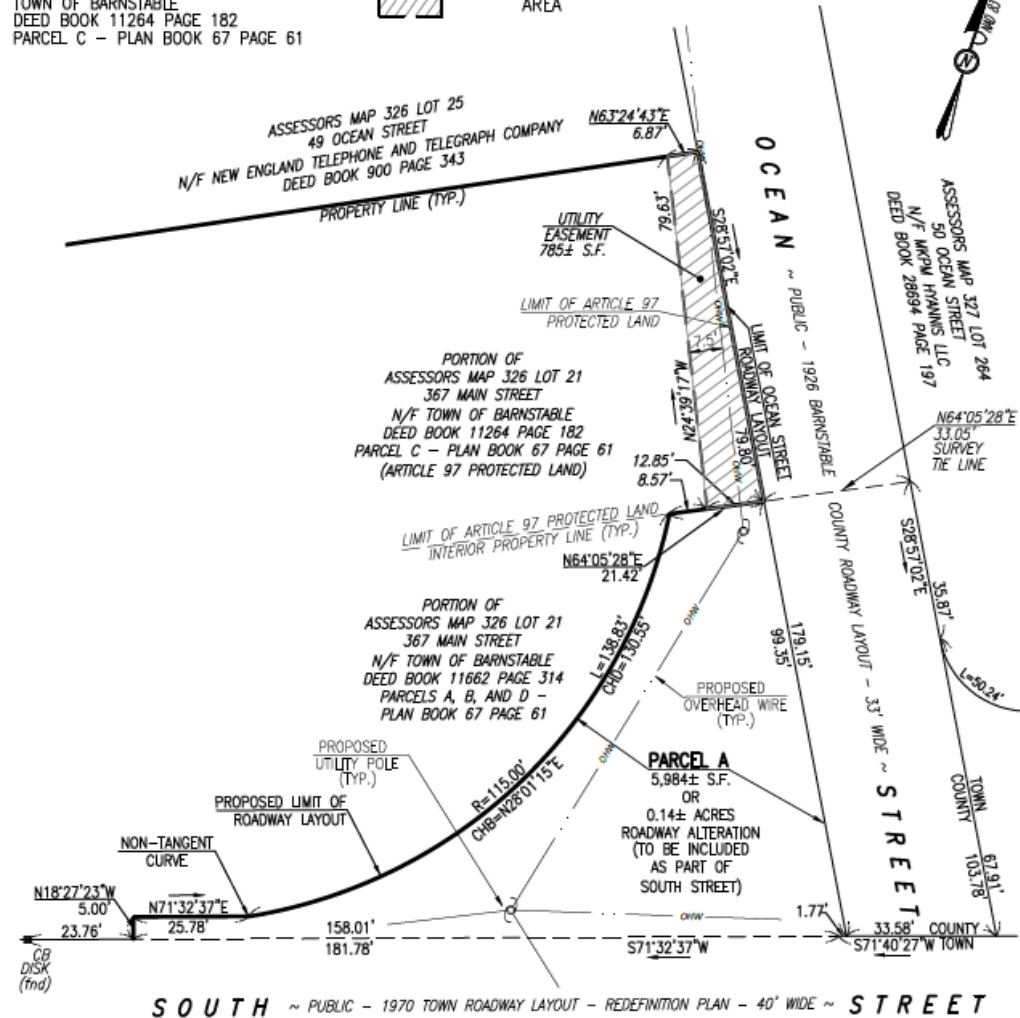 TOWN OF BARNSTABLE
DEED BOOK 11264 PAGE 182
PARCEL C – PLAN BOOK 67 PAGE 61
AREA
N
ASSESSORS MAP 326 LOT 25
49 OCEAN STREET
N/F NEW ENGLAND TELEPHONE AND TELEGRAPH COMPANY
DEED BOOK 900 PAGE 343
PROPERTY LINE (TYP.)
N63°24'43"E
6.87'
OHW
OCEAN ~ PUBLIC – 1926 BARNSTABLE
COUNTY ROADWAY LAYOUT – 33' WIDE ~ STREET
ASSESSORS MAP 327 LOT 264
50 OCEAN STREET
N/F MKPM HYANNIS LLC
DEED BOOK 28694 PAGE 197
UTILITY
EASEMENT
785± S.F.
79.63'
S28°57'02"E
LIMIT OF ARTICLE 97
PROTECTED LAND
OHW
7.5'
LIMIT OF OCEAN STREET
ROADWAY LAYOUT
N24°39'17"W
79.80'
OHW
PORTION OF
ASSESSORS MAP 326 LOT 21
367 MAIN STREET
N/F TOWN OF BARNSTABLE
DEED BOOK 11264 PAGE 182
PARCEL C – PLAN BOOK 67 PAGE 61
(ARTICLE 97 PROTECTED LAND)
N64°05'28"E
33.05'
SURVEY
TIE LINE
12.85'
8.57'
LIMIT OF ARTICLE 97 PROTECTED LAND
INTERIOR PROPERTY LINE (TYP.)
N64°05'28"E
21.42'
S28°57'02"E
35.87'
L=50.24'
PORTION OF
ASSESSORS MAP 326 LOT 21
367 MAIN STREET
N/F TOWN OF BARNSTABLE
DEED BOOK 11662 PAGE 314
PARCELS A, B, AND D –
PLAN BOOK 67 PAGE 61
OHW
L=138.83'
CHD=130.55'
179.15'
99.35'
PROPOSED
OVERHEAD WIRE
(TYP.)
PROPOSED
UTILITY POLE
(TYP.)
OHW
R=115.00'
CHB=N28°01'15"E
PARCEL A
5,984± S.F.
OR
0.14± ACRES
ROADWAY ALTERATION
(TO BE INCLUDED
AS PART OF
SOUTH STREET)
TOWN
COUNTY
67.91'
103.78'
PROPOSED LIMIT OF
ROADWAY LAYOUT
NON-TANGENT
CURVE
N18°27'23"W
5.00'
N71°32'37"E
25.78'
23.76'
CB
DISK
(fnd)
158.01'
181.78'
OHW
S71°32'37"W
1.77'
33.58' COUNTY
S71°40'27"W TOWN
SOUTH ~ PUBLIC – 1970 TOWN ROADWAY LAYOUT – REDEFINITION PLAN – 40' WIDE ~ STREET